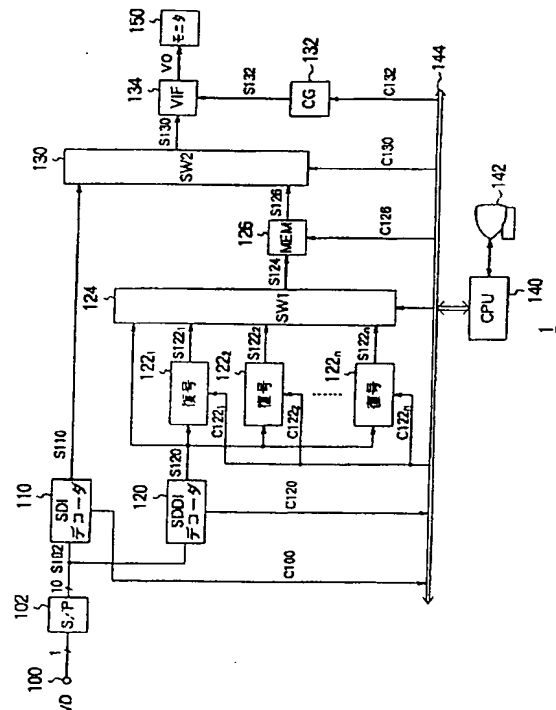 VD
100
1
102
S/P
10
S102
110
SDI
デコーダ
S110
120
SDDI
デコーダ
S120
C100
C120
122₁
復号
S122₁
C122₁
122₂
復号
S122₂
C122₂
122n
復号
S122n
C122n
124
SW1
S124
126
MEM
S126
C126
130
SW2
S130
C130
134
VIF
VO
150
モニタ
S132
132
CG
C132
144
140
CPU
142
1